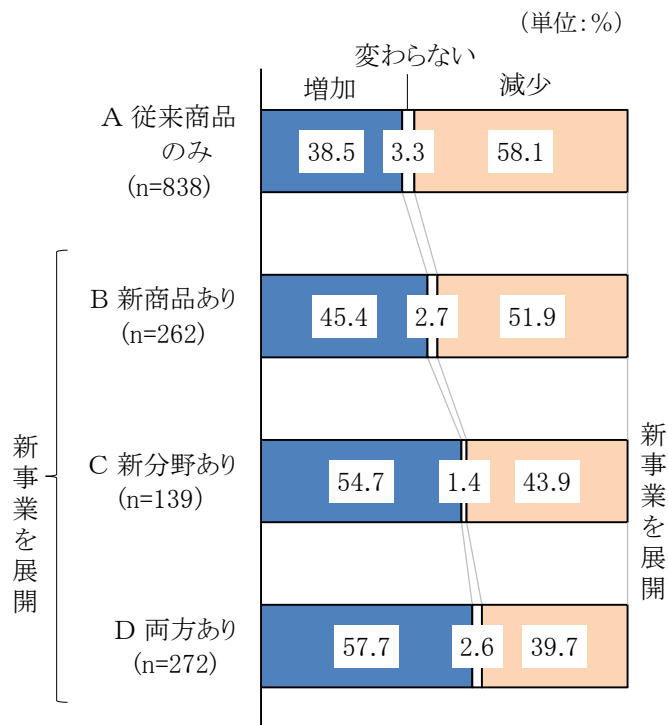 (単位：%)
変わらない
増加
減少
A 従来商品
のみ
(n=838)
38.5
3.3
58.1
B 新商品あり
(n=262)
45.4
2.7
51.9
C 新分野あり
(n=139)
54.7
1.4
43.9
D 両方あり
(n=272)
57.7
2.6
39.7
新事業を展開
新事業を展開